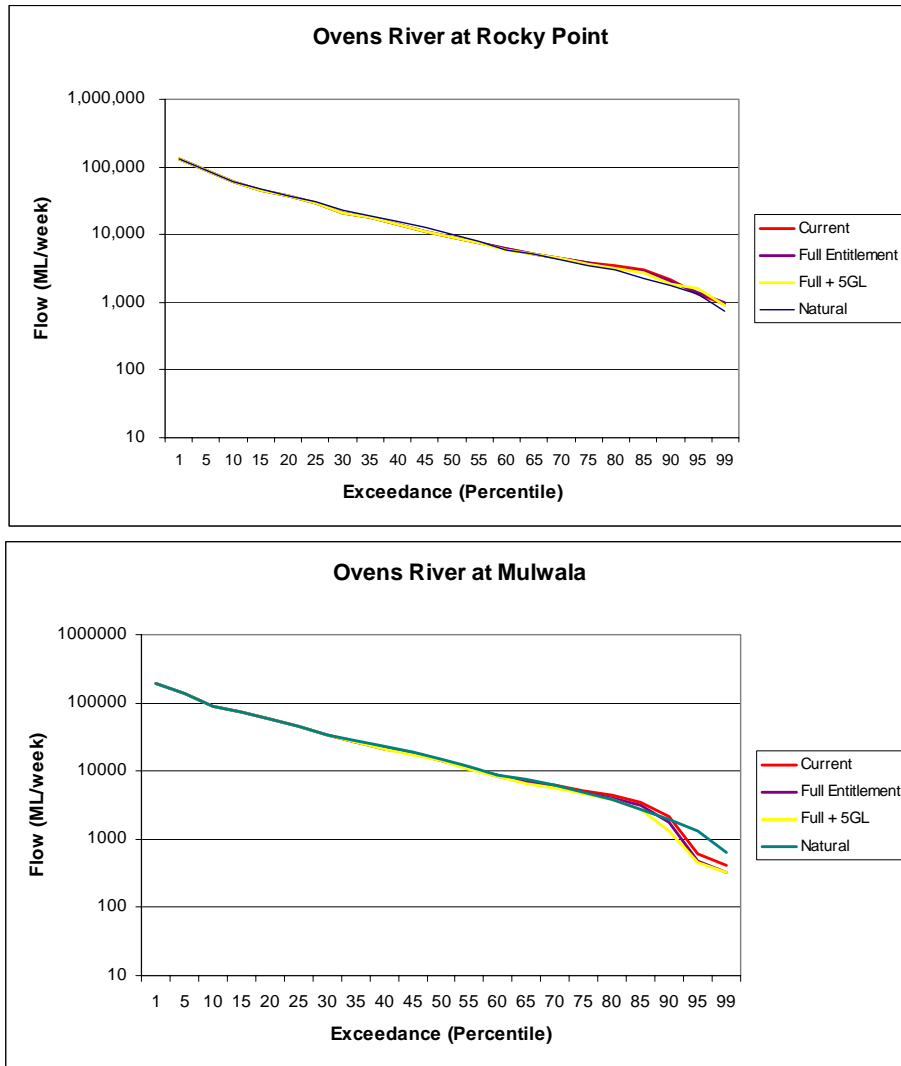 Ovens River at Rocky Point
1,000,000
100,000
10,000
1,000
100
10
Flow (ML/week)
1 5 10 15 20 25 30 35 40 45 50 55 60 65 70 75 80 85 90 95 99
Exceedance (Percentile)
Current
Full Entitlement
Full + 5GL
Natural
Ovens River at Mulwala
1000000
100000
10000
1000
100
10
Flow (ML/week)
1 5 10 15 20 25 30 35 40 45 50 55 60 65 70 75 80 85 90 95 99
Exceedance (Percentile)
Current
Full Entitlement
Full + 5GL
Natural